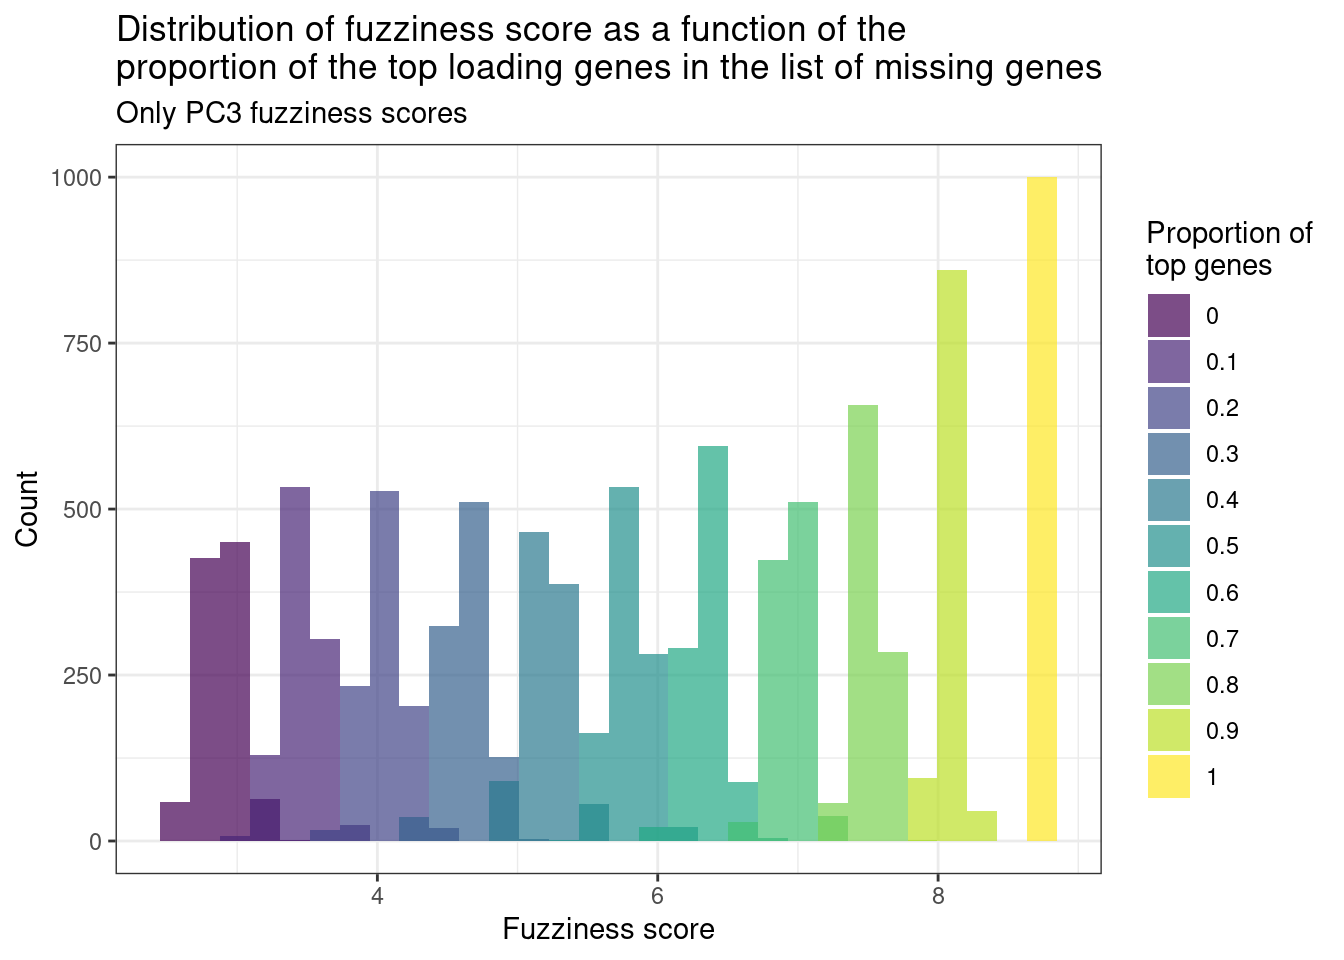 Distribution of fuzziness score as a function of the
proportion of the top loading genes in the list of missing genes
Only PC3 fuzziness scores
1000
750
500
250
0
Count
4
6
8
Fuzziness score
Proportion of
top genes
0
0.1
0.2
0.3
0.4
0.5
0.6
0.7
0.8
0.9
1